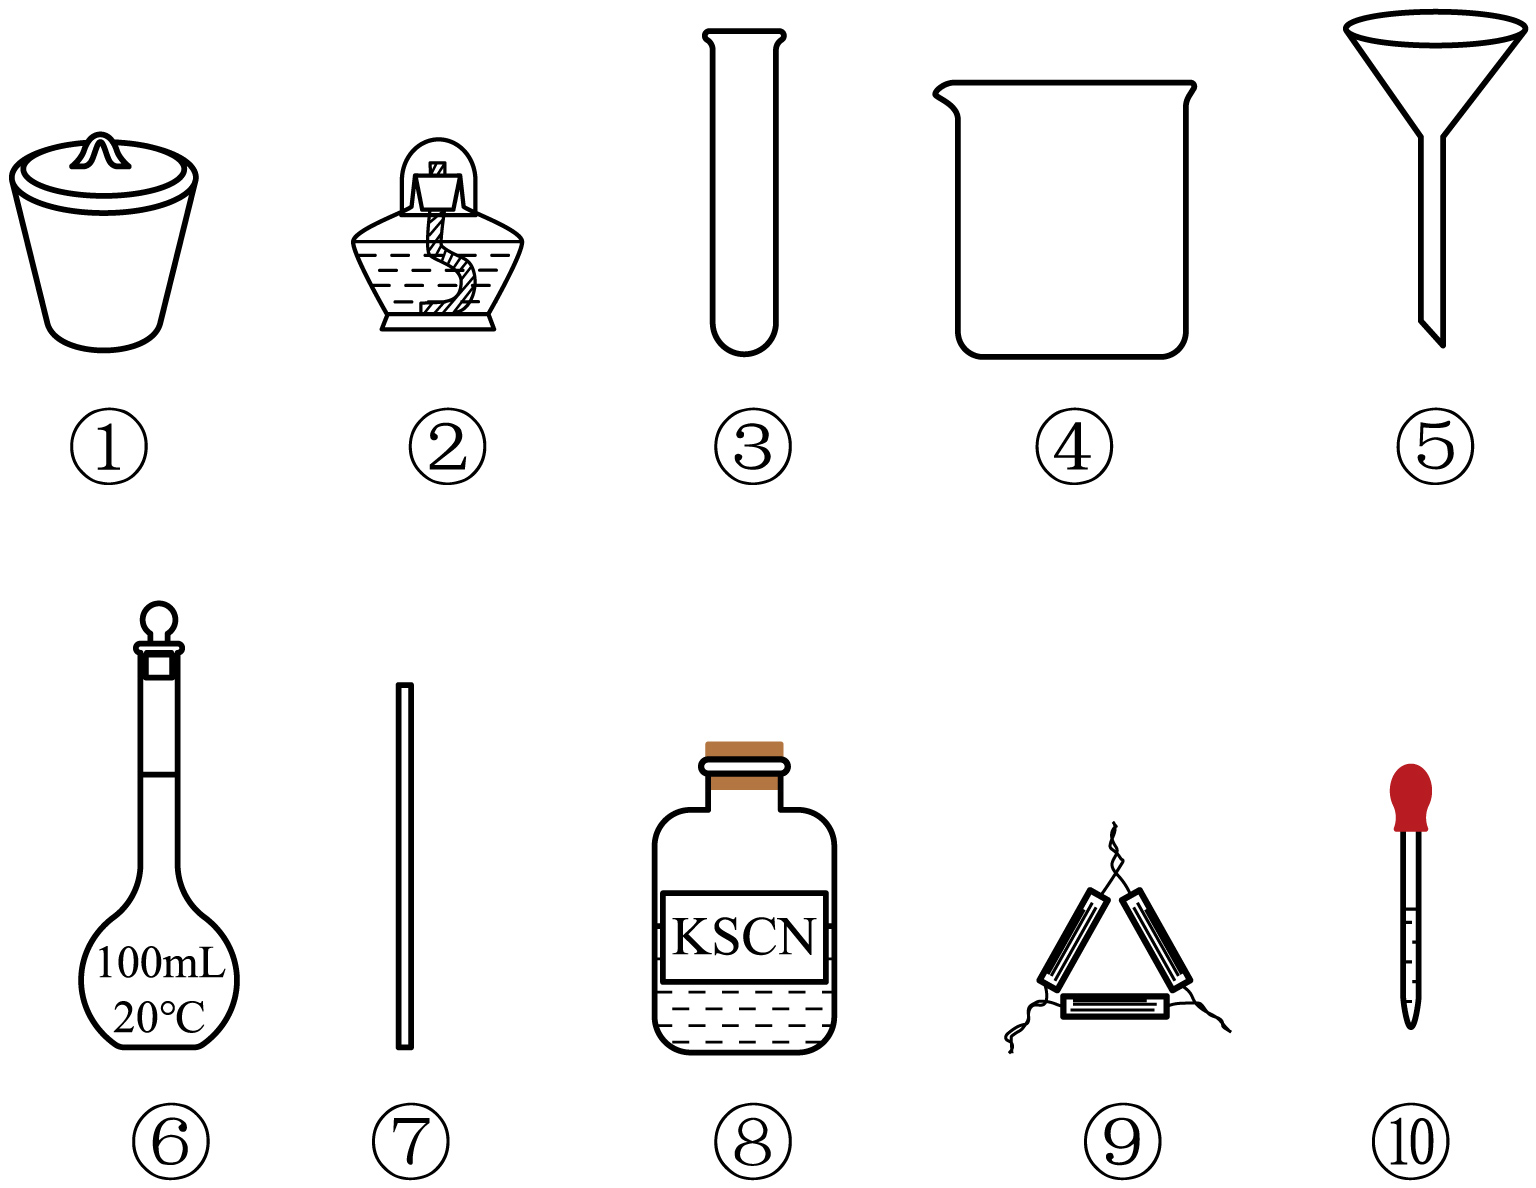 ① ② ③ ④ ⑤
100mL
20℃
KSCN
⑥ ⑦ ⑧ ⑨ ⑩